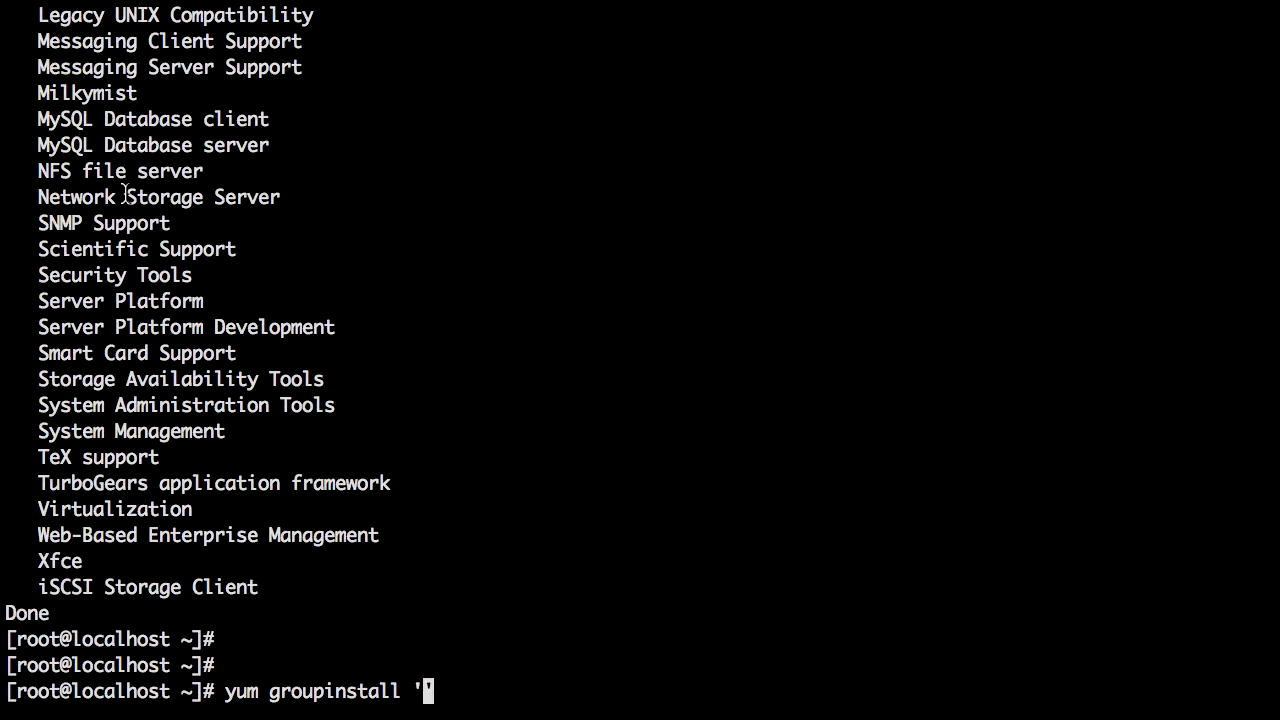 Legacy UNIX Compatibility
Messaging Client Support
Messaging Server Support
Milkymist
MySQL Database client
MySQL Database server
NFS file server
Network Storage Server
SNMP Support
Scientific Support
Security Tools
Server Platform
Server Platform Development
Smart Card Support
Storage Availability Tools
System Administration Tools
System Management
TeX support
TurboGears application framework
Virtualization
Web-Based Enterprise Management
Xfce
iSCSI Storage Client
Done
[root@localhost ~]#
[root@localhost ~]#
[root@localhost ~]# yum groupinstall ''